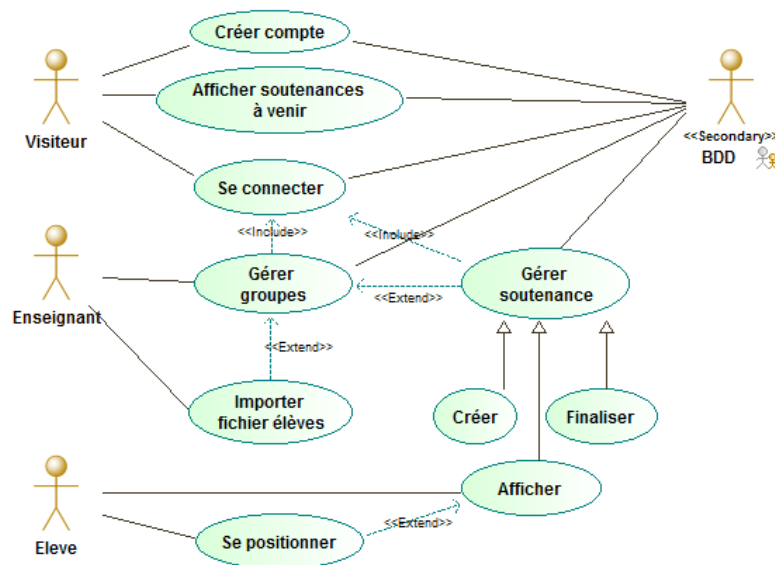 Créer compte
Afficher soutenances
à venir
Visiteur
<<Secondary>>
BDD
Se connecter
<<Include>>
<<Include>>
Gérer
groupes
Gérer
soutenance
<<Extend>>
Enseignant
<<Extend>>
Importer
fichier élèves
Créer
Finaliser
Afficher
Eleve
<<Extend>>
Se positionner